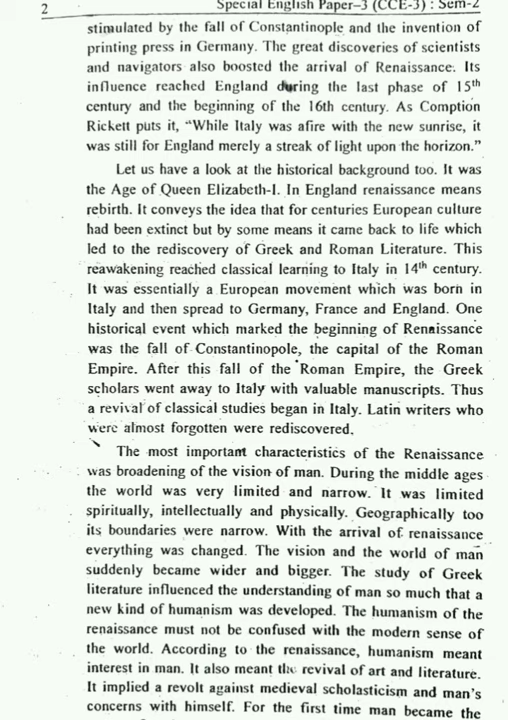 2
Special English Paper–3 (CCE-3) : Sem-2
stimulated by the fall of Constantinople and the invention of
printing press in Germany. The great discoveries of scientists
and navigators also boosted the arrival of Renaissance. Its
influence reached England during the last phase of 15th
century and the beginning of the 16th century. As Comption
Rickett puts it, “While Italy was afire with the new sunrise, it
was still for England merely a streak of light upon the horizon.”
Let us have a look at the historical background too. It was
the Age of Queen Elizabeth-I. In England renaissance means
rebirth. It conveys the idea that for centuries European culture
had been extinct but by some means it came back to life which
led to the rediscovery of Greek and Roman Literature. This
reawakening reached classical learning to Italy in 14th century.
It was essentially a European movement which was born in
Italy and then spread to Germany, France and England. One
historical event which marked the beginning of Renaissance
was the fall of Constantinopole, the capital of the Roman
Empire. After this fall of the Roman Empire, the Greek
scholars went away to Italy with valuable manuscripts. Thus
a revival of classical studies began in Italy. Latin writers who
were almost forgotten were rediscovered.
The most important characteristics of the Renaissance
was broadening of the vision of man. During the middle ages
the world was very limited and narrow. It was limited
spiritually, intellectually and physically. Geographically too
its boundaries were narrow. With the arrival of renaissance
everything was changed. The vision and the world of man
suddenly became wider and bigger. The study of Greek
literature influenced the understanding of man so much that a
new kind of humanism was developed. The humanism of the
renaissance must not be confused with the modern sense of
the world. According to the renaissance, humanism meant
interest in man. It also meant the revival of art and literature.
It implied a revolt against medieval scholasticism and man's
concerns with himself. For the first time man became the